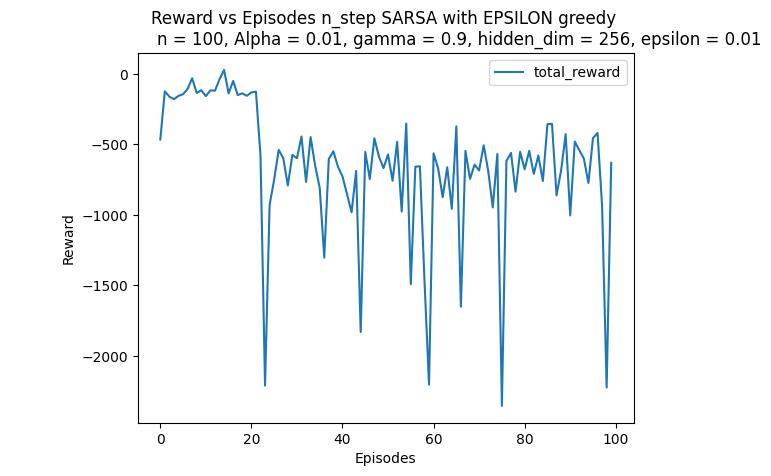 Reward vs Episodes n_step SARSA with EPSILON greedy
n = 100, Alpha = 0.01, gamma = 0.9, hidden_dim = 256, epsilon = 0.01
total_reward
0
−500
−1000
−1500
−2000
Reward
0 20 40 60 80 100
Episodes